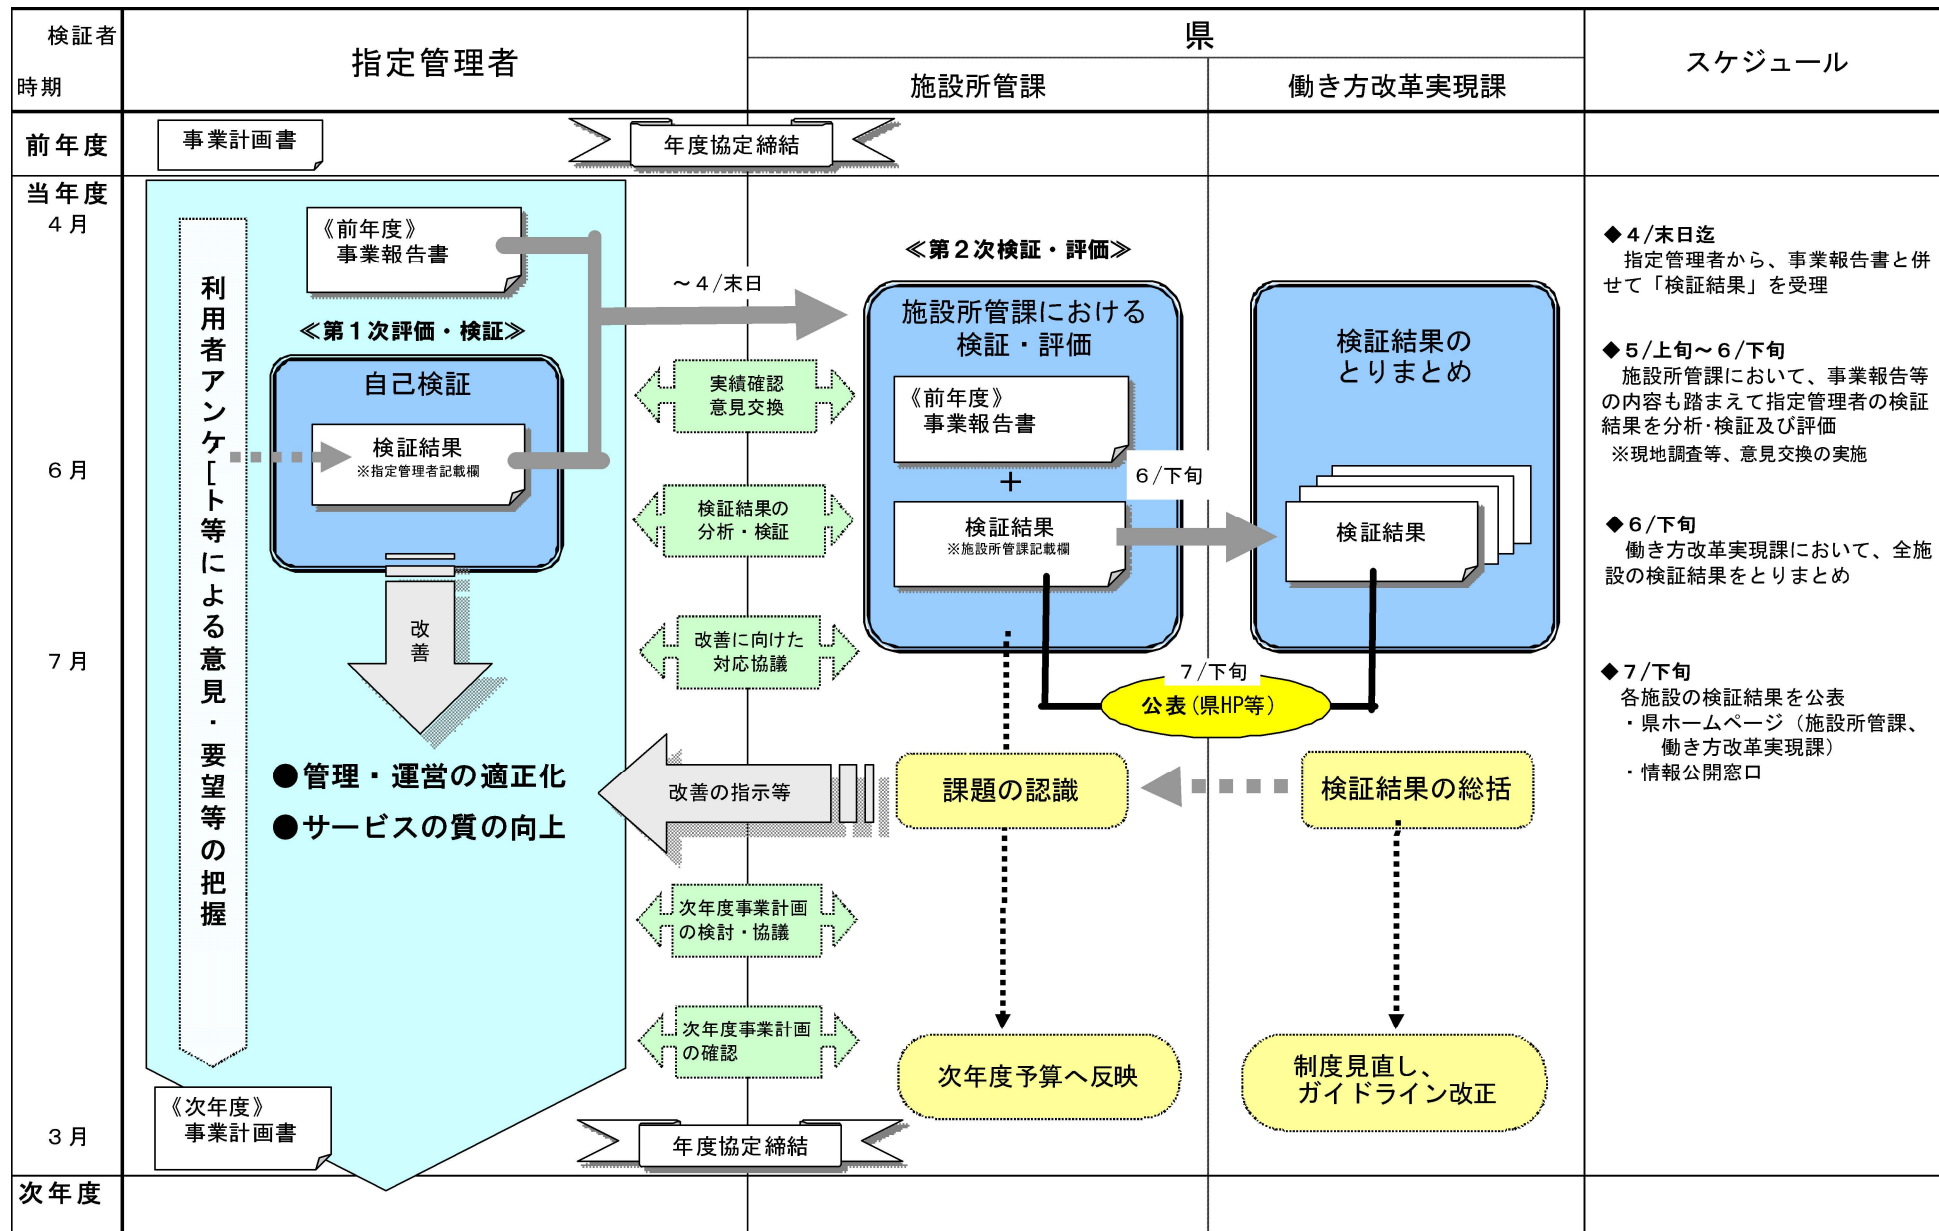 検証者
時期
指定管理者
県
施設所管課
働き方改革実現課
スケジュール
前年度
事業計画書
年度協定締結
当年度
4月
6月
7月
3月
次年度
利用者アンケ[ト等による意見・要望等の把握
《前年度》
事業報告書
≪第1次評価・検証≫
自己検証
検証結果
※指定管理者記載欄
改善
●管理・運営の適正化
●サービスの質の向上
《次年度》
事業計画書
～4/末日
実績確認
意見交換
検証結果の
分析・検証
改善に向けた
対応協議
改善の指示等
次年度事業計画
の検討・協議
次年度事業計画
の確認
年度協定締結
≪第2次検証・評価≫
施設所管課における
検証・評価
《前年度》
事業報告書
+
検証結果
※施設所管課記載欄
6/下旬
検証結果の
とりまとめ
検証結果
7/下旬
公表(県HP等)
課題の認識
検証結果の総括
次年度予算へ反映
制度見直し、
ガイドライン改正
◆4/末日迄
指定管理者から、事業報告書と併
せて「検証結果」を受理
◆5/上旬～6/下旬
施設所管課において、事業報告等
の内容も踏まえて指定管理者の検証
結果を分析･検証及び評価
※現地調査等、意見交換の実施
◆6/下旬
働き方改革実現課において、全施
設の検証結果をとりまとめ
◆7/下旬
各施設の検証結果を公表
・県ホームページ（施設所管課、
働き方改革実現課）
・情報公開窓口